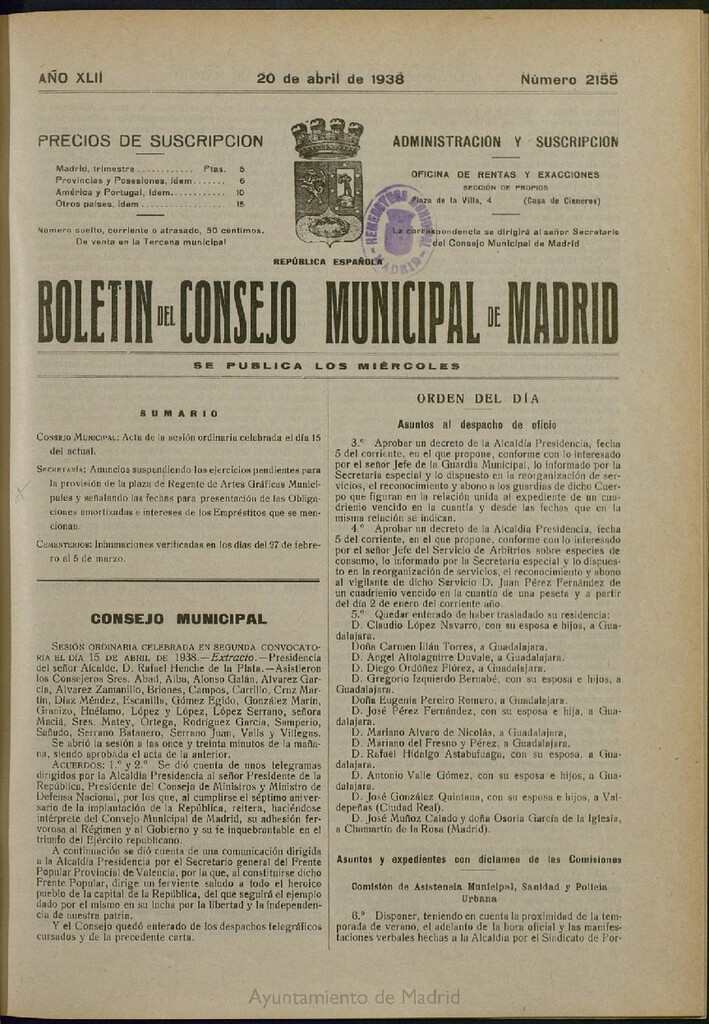 AÑO XLII
20 de abril de 1938
Número 2155
PRECIOS DE SUSCRIPCION
Madrid, trimestre ............ Ptas. 5
Provincias y Posesiones, ídem ...... 6
América y Portugal, ídem ............ 10
Otros países, ídem .................... 15
Número suelto, corriente o atrasado, 50 céntimos.
De venta en la Tercena municipal
ADMINISTRACION Y SUSCRIPCION
OFICINA DE RENTAS Y EXACCIONES
SECCIÓN DE PROPIOS
Plaza de la Villa, 4 (Casa de Cisneros)
La correspondencia se dirigirá al señor Secretario
del Consejo Municipal de Madrid
HEMEROTECA MUNICIPAL
MADRID
REPÚBLICA ESPAÑOLA
BOLETIN DEL CONSEJO MUNICIPAL DE MADRID
SE PUBLICA LOS MIÉRCOLES
SUMARIO
CONSEJO MUNICIPAL: Acta de la sesión ordinaria celebrada el día 15
del actual.
SECRETARÍA: Anuncios suspendiendo los ejercicios pendientes para
la provisión de la plaza de Regente de Artes Gráficas Munici-
pales y señalando las fechas para presentación de las Obliga-
ciones amortizadas e intereses de los Empréstitos que se men-
cionan.
CEMENTERIOS: Inhumaciones verificadas en los días del 27 de febre-
ro al 5 de marzo.
CONSEJO MUNICIPAL
SESIÓN ORDINARIA CELEBRADA EN SEGUNDA CONVOCATO-
RIA EL DÍA 15 DE ABRIL DE 1938.—Extracto.—Presidencia
del señor Alcalde, D. Rafael Henche de la Plata.—Asistieron
los Consejeros Sres. Abad, Alba, Alonso Galán, Alvarez Gar-
cía, Alvarez Zamanillo, Briones, Campos, Carrillo, Cruz Mar-
tín, Díaz Méndez, Escanilla, Gómez Egido, González Marín,
Granizo, Huélamo, López y López, López Serrano, señora
Maciá, Sres. Matey, Ortega, Rodríguez García, Samperio,
Sañudo, Serrano Batanero, Serrano Juan, Valls y Villegas.
Se abrió la sesión a las once y treinta minutos de la maña-
na, siendo aprobada el acta de la anterior.
ACUERDOS: 1.º y 2.º Se dió cuenta de unos telegramas
dirigidos por la Alcaldía Presidencia al señor Presidente de la
República, Presidente del Consejo de Ministros y Ministro de
Defensa Nacional, por los que, al cumplirse el séptimo aniver-
sario de la implantación de la República, reitera, haciéndose
intérprete del Consejo Municipal de Madrid, su adhesión fer-
vorosa al Régimen y al Gobierno y su fe inquebrantable en el
triunfo del Ejército republicano.
A continuación se dió cuenta de una comunicación dirigida
a la Alcaldía Presidencia por el Secretario general del Frente
Popular Provincial de Valencia, por la que, al constituirse dicho
Frente Popular, dirige un ferviente saludo a todo el heroico
pueblo de la capital de la República, del que seguirá el ejemplo
dado por el mismo en su lucha por la libertad y la independen-
cia de nuestra patria.
Y el Consejo quedó enterado de los despachos telegráficos
cursados y de la precedente carta.
ORDEN DEL DÍA
Asuntos al despacho de oficio
3.º Aprobar un decreto de la Alcaldía Presidencia, fecha
5 del corriente, en el que propone, conforme con lo interesado
por el señor Jefe de la Guardia Municipal, lo informado por la
Secretaría especial y lo dispuesto en la reorganización de ser-
vicios, el reconocimiento y abono a los guardias de dicho Cuer-
po que figuran en la relación unida al expediente de un cua-
drienio vencido en la cuantía y desde las fechas que en la
misma relación se indican.
4.º Aprobar un decreto de la Alcaldía Presidencia, fecha
5 del corriente, en el que propone, conforme con lo interesado
por el señor Jefe del Servicio de Arbitrios sobre especies de
consumo, lo informado por la Secretaría especial y lo dispues-
to en la reorganización de servicios, el reconocimiento y abono
al vigilante de dicho Servicio D. Juan Pérez Fernández de
un cuadrienio vencido en la cuantía de una peseta y a partir
del día 2 de enero del corriente año.
5.º Quedar enterado de haber trasladado su residencia:
D. Claudio López Navarro, con su esposa e hijos, a Gua-
dalajara.
Doña Carmen Illán Torres, a Guadalajara.
D. Angel Altolaguirre Duvale, a Guadalajara.
D. Diego Ordóñez Flórez, a Guadalajara.
D. Gregorio Izquierdo Bernabé, con su esposa e hijos, a
Guadalajara.
Doña Eugenia Pereiro Romero, a Guadalajara.
D. José Pérez Fernández, con su esposa e hija, a Gua-
dalajara.
D. Mariano Alvaro de Nicolás, a Guadalajara,
D. Mariano del Fresno y Pérez, a Guadalajara.
D. Rafael Hidalgo Astaburuaga, con su esposa, a Gua-
dalajara.
D. Antonio Valle Gómez, con su esposa e hijos, a Gua-
dalajara.
D. José González Quintana, con su esposa e hijos, a Val-
depeñas (Ciudad Real).
D. José Muñoz Caindo y doña Osoria García de la Iglesia,
a Chamartín de la Rosa (Madrid).
Asuntos y expedientes con dictamen de las Comisiones
Comisión de Asistencia Municipal, Sanidad y Policía
Urbana
6.º Disponer, teniendo en cuenta la proximidad de la tem-
porada de verano, el adelanto de la hora oficial y las manifes-
taciones verbales hechas a la Alcaldía por el Sindicato de Por-
Ayuntamiento de Madrid